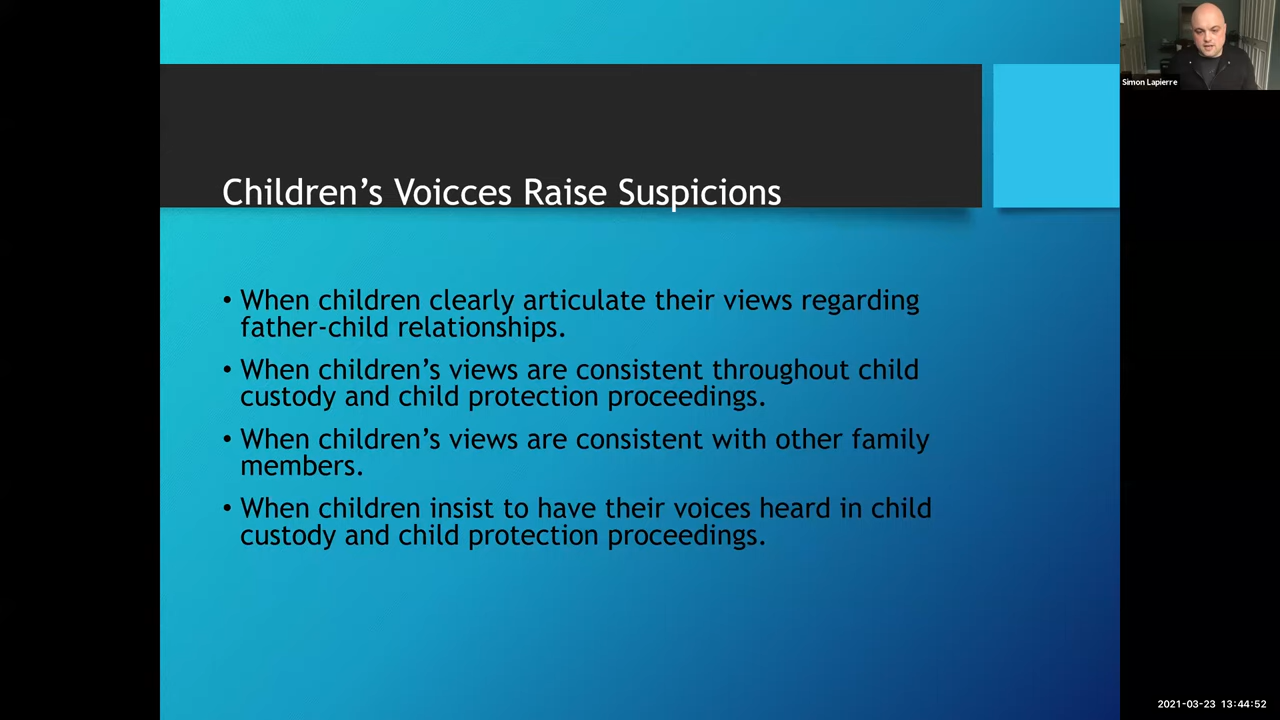 Simon Lapierre
Children’s Voicces Raise Suspicions
• When children clearly articulate their views regarding
father-child relationships.
• When children’s views are consistent throughout child
custody and child protection proceedings.
• When children’s views are consistent with other family
members.
• When children insist to have their voices heard in child
custody and child protection proceedings.
2021-03-23 13:44:52